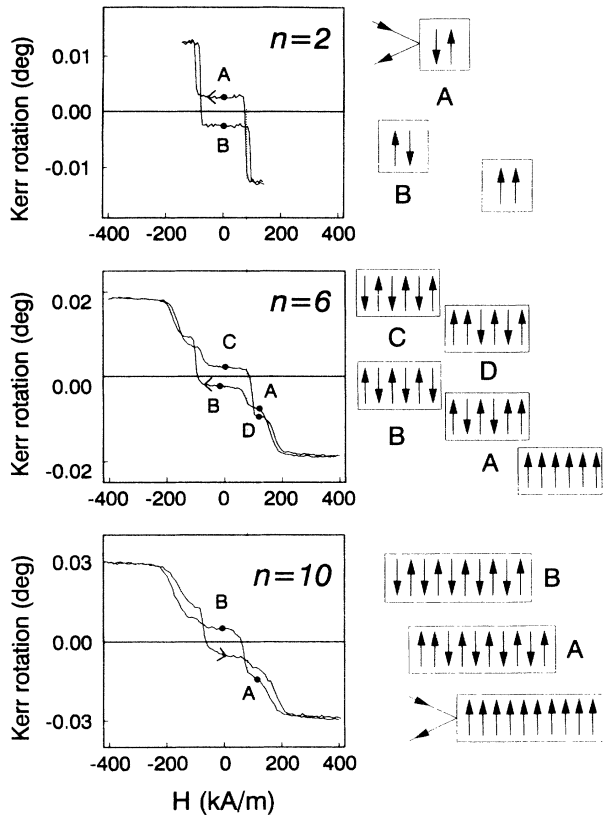 n=2
Kerr rotation (deg)
0.01
0.00
-0.01
-400 -200 0 200 400
A
B
A
B
n=6
Kerr rotation (deg)
0.02
0.00
-0.02
-400 -200 0 200 400
C
B
A
D
C
D
B
A
n=10
Kerr rotation (deg)
0.03
0.00
-0.03
-400 -200 0 200 400
B
A
B
A
H (kA/m)